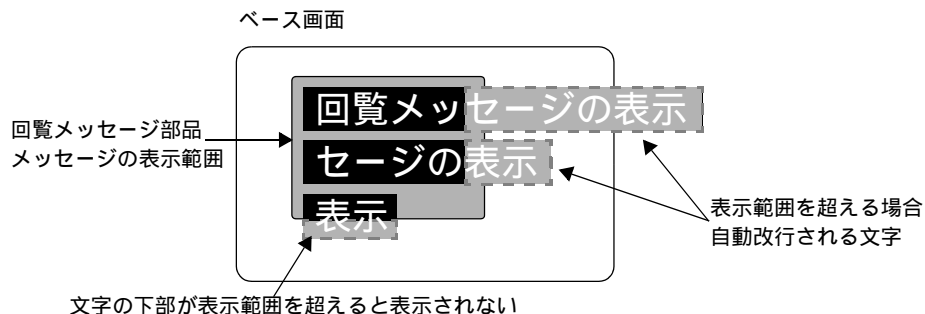 ベース画面
回覧メッセージの表示
回覧メッセージ部品
メッセージの表示範囲
セージの表示
表示
表示範囲を超える場合
自動改行される文字
文字の下部が表示範囲を超えると表示されない